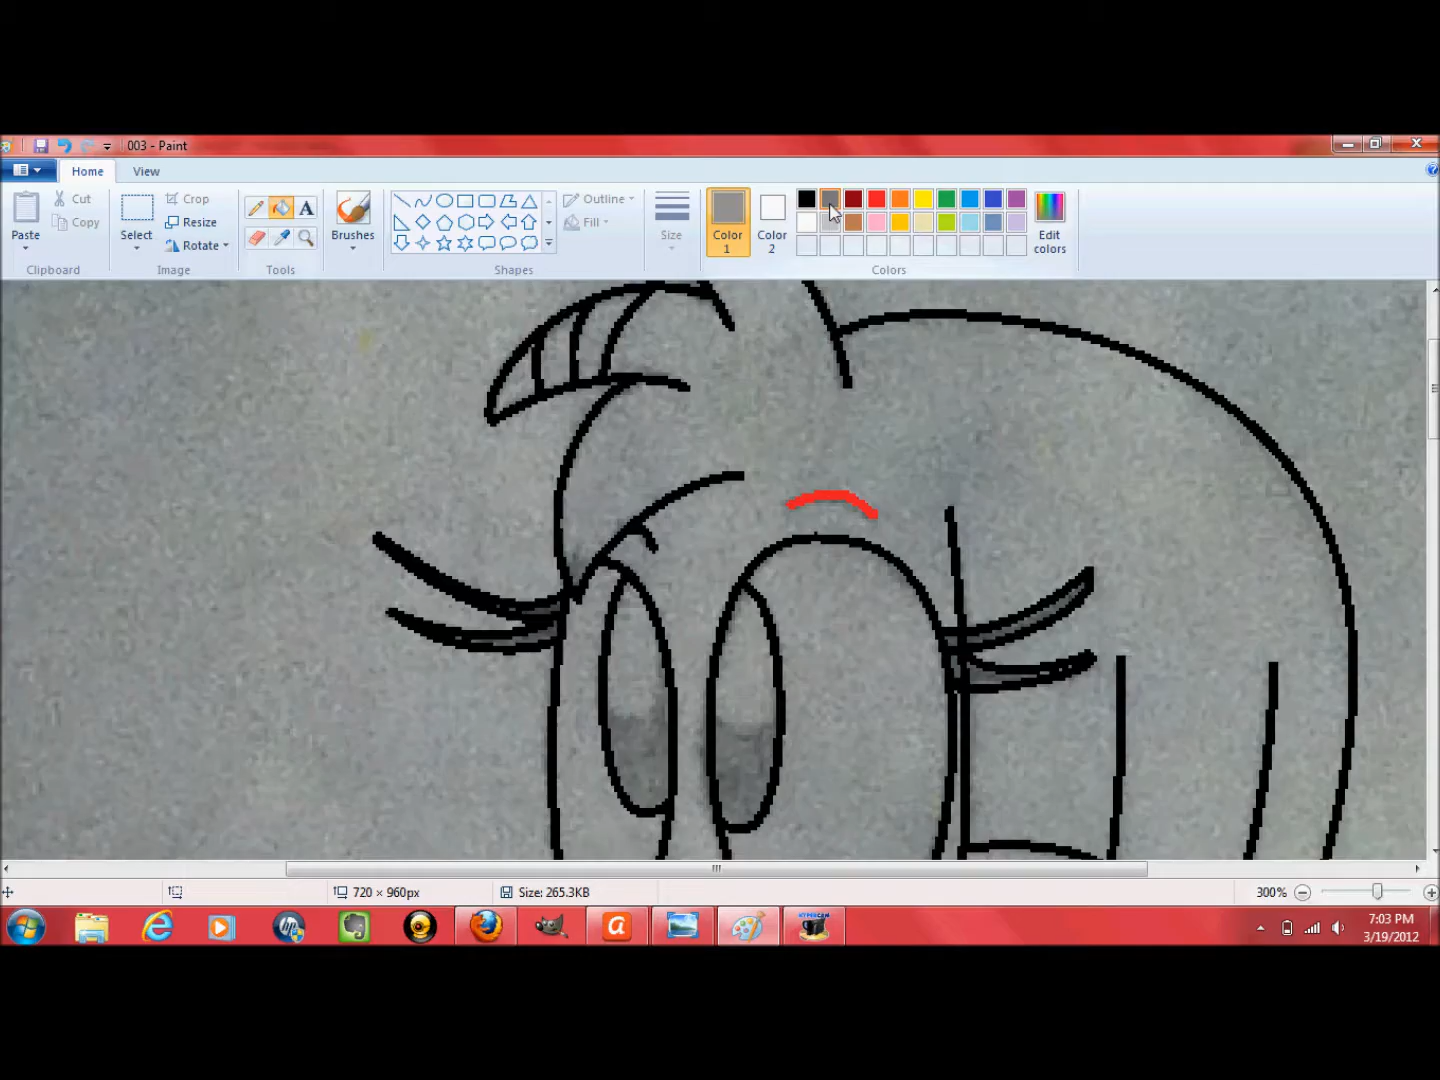 003 - Paint
Home View
Paste
Cut
Copy
Clipboard
Select
Crop
Resize
Rotate
Image
A
Tools
Brushes
Shapes
Outline
Fill
Size
Color 1
Color 2
Edit colors
Colors
720 × 960px
Size: 265.3KB
300%
7:03 PM
3/19/2012